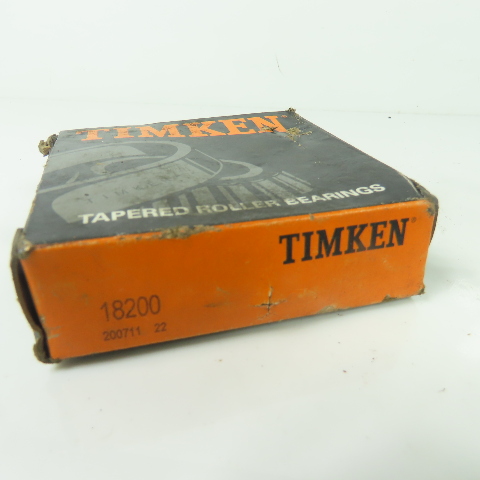 TIMKEN
TAPERED ROLLER BEARINGS
TIMKEN
18200
200711 22